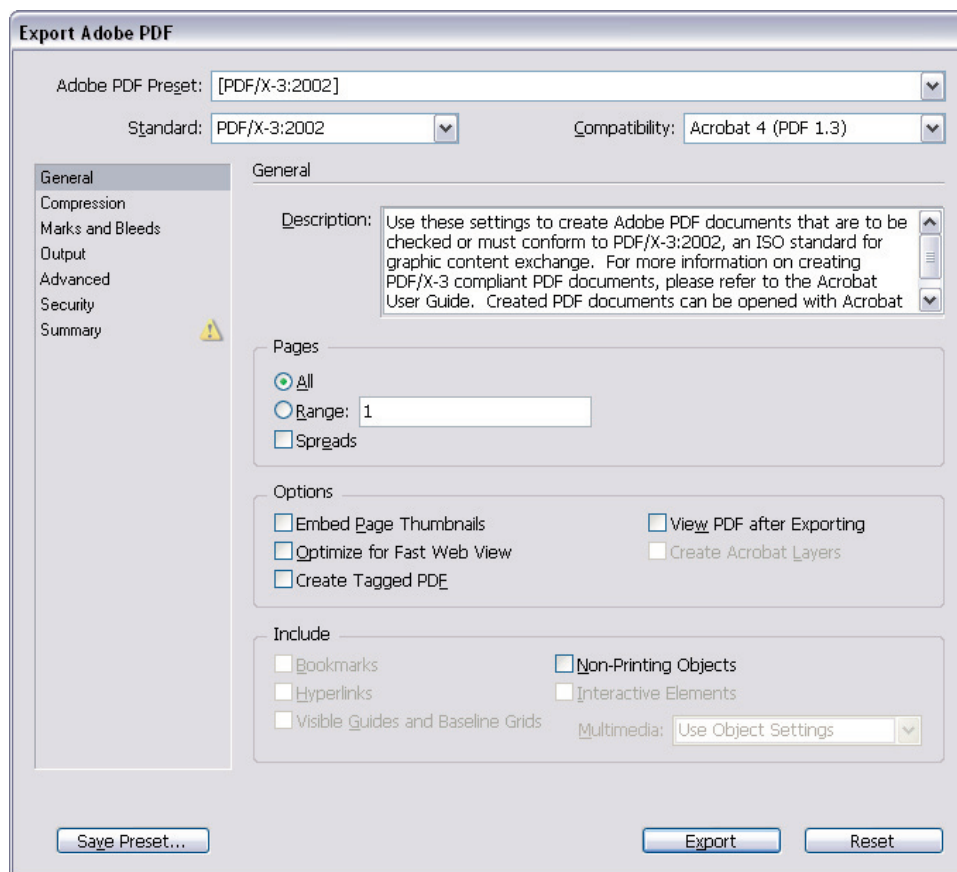 Export Adobe PDF
Adobe PDF Preset: [PDF/X-3:2002]
Standard: PDF/X-3:2002 Compatibility: Acrobat 4 (PDF 1.3)
General
Compression
Marks and Bleeds
Output
Advanced
Security
Summary
General
Description: Use these settings to create Adobe PDF documents that are to be
checked or must conform to PDF/X-3:2002, an ISO standard for
graphic content exchange. For more information on creating
PDF/X-3 compliant PDF documents, please refer to the Acrobat
User Guide. Created PDF documents can be opened with Acrobat
Pages
All
Range: 1
Spreads
Options
Embed Page Thumbnails
Optimize for Fast Web View
Create Tagged PDF
View PDF after Exporting
Create Acrobat Layers
Include
Bookmarks
Hyperlinks
Visible Guides and Baseline Grids
Non-Printing Objects
Interactive Elements
Multimedia: Use Object Settings
Save Preset... Export Reset